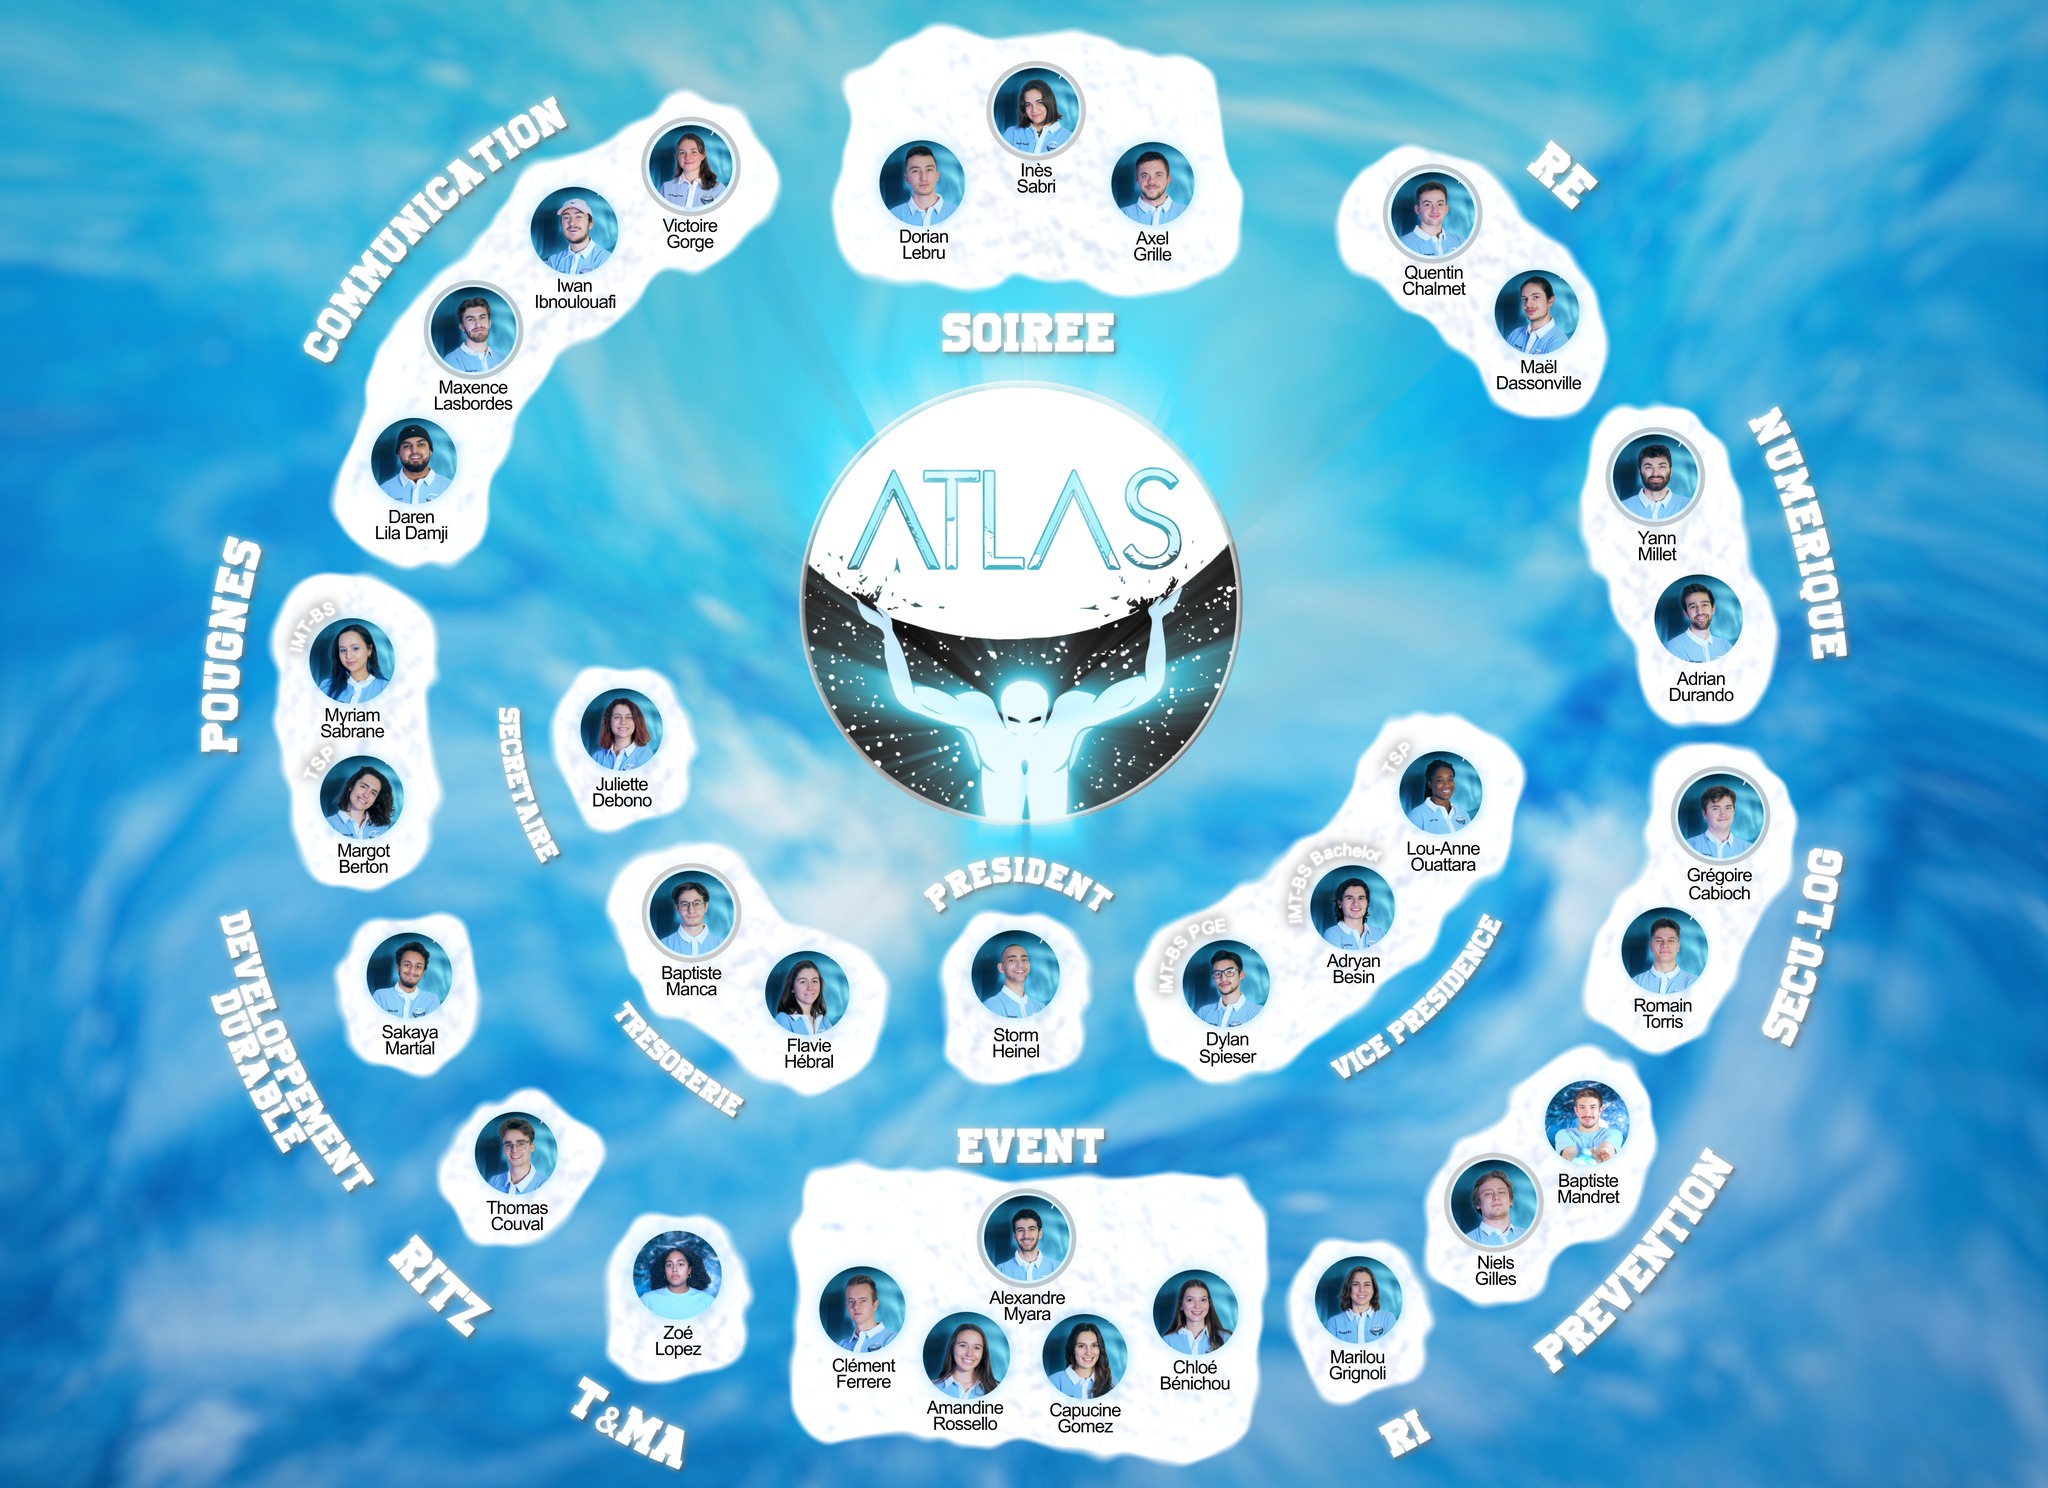 COMMUNICATION
Victoire
Gorge
Iwan
Ibnoulouafi
Maxence
Lasbordes
Daren
Lila Damji
SOIREE
Inès
Sabri
Dorian
Lebru
Axel
Grille
RE
Quentin
Chalmet
Maël
Dassonville
NUMERIQUE
Yann
Millet
Adrian
Durando
ATLAS
POUGNES
IMT-BS
Myriam
Sabrane
TSP
Margot
Berton
SECRETAIRE
Juliette
Debono
TRESORERIE
Baptiste
Manca
Flavie
Hébral
PRESIDENT
Storm
Heinel
VICE PRESIDENCE
TSP
Lou-Anne
Ouattara
IMT-BS Bachelor
Adryan
Besin
IMT-BS PGE
Dylan
Spieser
SECU-LOG
Grégoire
Cabioch
Romain
Torris
DEVELOPPEMENT
DURABLE
Sakaya
Martial
RITZ
Thomas
Couval
T&MA
Zoé
Lopez
EVENT
Alexandre
Myara
Clément
Ferrere
Amandine
Rossello
Capucine
Gomez
Chloé
Bénichou
RI
Marilou
Grignoli
PREVENTION
Baptiste
Mandret
Niels
Gilles